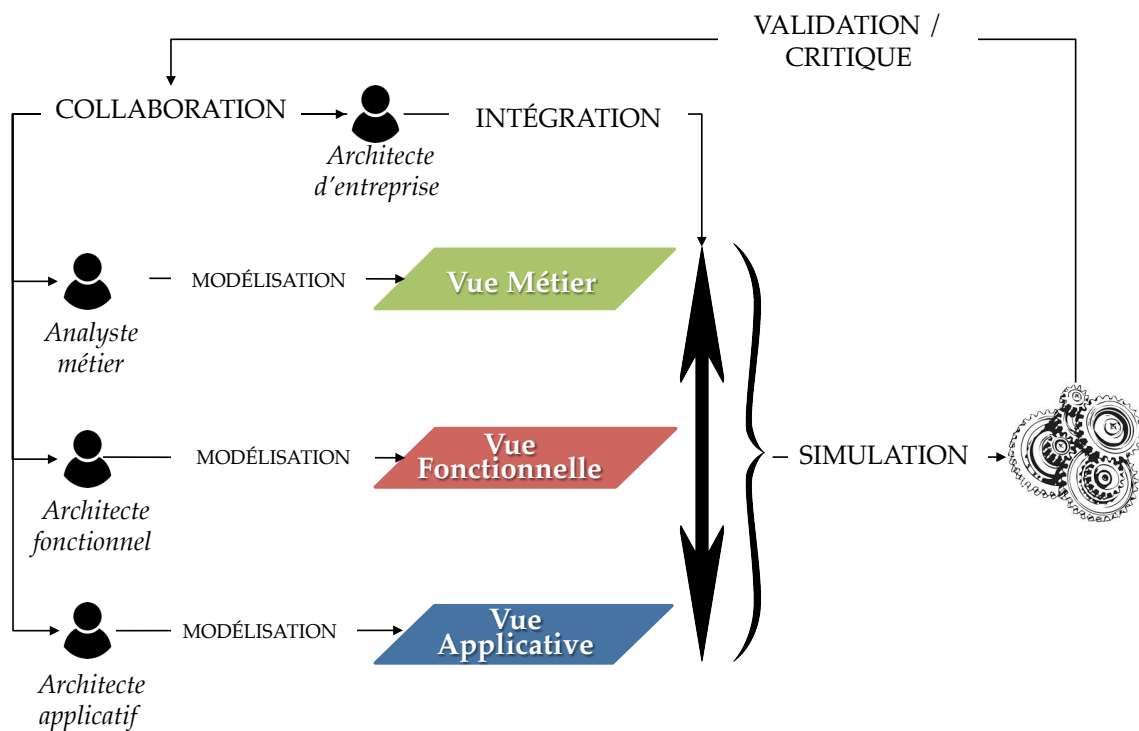 VALIDATION /
CRITIQUE
COLLABORATION
INTÉGRATION
Architecte
d'entreprise
MODÉLISATION
Vue Métier
Analyste
métier
MODÉLISATION
Vue
Fonctionnelle
SIMULATION
Architecte
fonctionnel
MODÉLISATION
Vue
Applicative
Architecte
applicatif